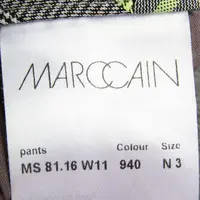 MARCCAIN
pants Colour Size
MS 81.16 W11 940 N 3